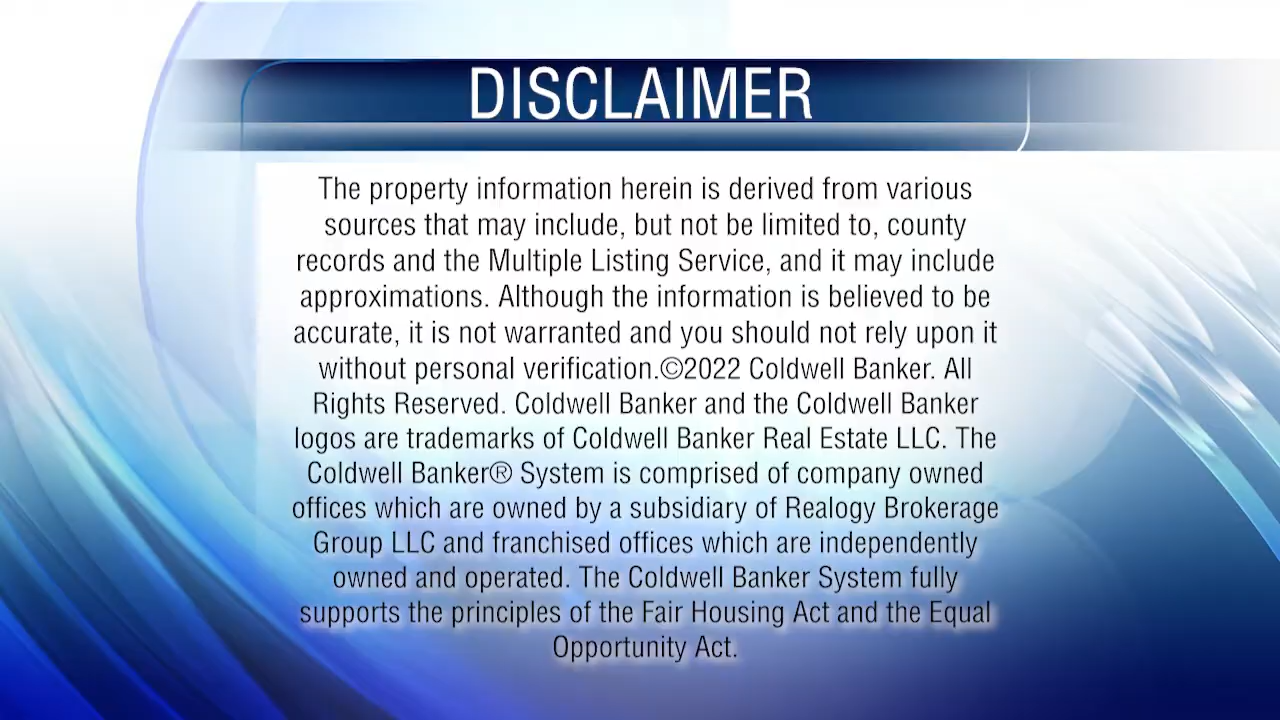 DISCLAIMER
The property information herein is derived from various
sources that may include, but not be limited to, county
records and the Multiple Listing Service, and it may include
approximations. Although the information is believed to be
accurate, it is not warranted and you should not rely upon it
without personal verification.©2022 Coldwell Banker. All
Rights Reserved. Coldwell Banker and the Coldwell Banker
logos are trademarks of Coldwell Banker Real Estate LLC. The
Coldwell Banker® System is comprised of company owned
offices which are owned by a subsidiary of Realogy Brokerage
Group LLC and franchised offices which are independently
owned and operated. The Coldwell Banker System fully
supports the principles of the Fair Housing Act and the Equal
Opportunity Act.